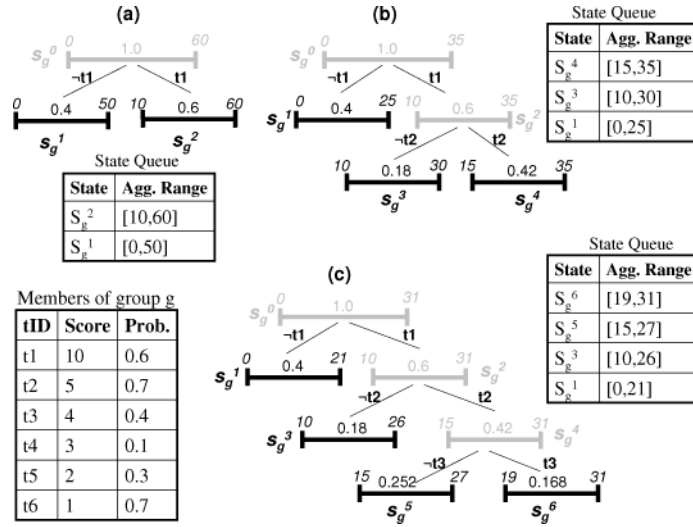 (a)
0 60
s_g^0 1.0
¬t1 t1
0 0.4 50 10 0.6 60
s_g^1 s_g^2
State Queue
State Agg. Range
S_g^2 [10,60]
S_g^1 [0,50]
(b)
0 35
s_g^0 1.0
¬t1 t1
0 25 10 35
s_g^1 0.4 0.6 s_g^2
¬t2 t2
10 0.18 30 15 0.42 35
s_g^3 s_g^4
State Queue
State Agg. Range
S_g^4 [15,35]
S_g^3 [10,30]
S_g^1 [0,25]
Members of group g
tID Score Prob.
t1 10 0.6
t2 5 0.7
t3 4 0.4
t4 3 0.1
t5 2 0.3
t6 1 0.7
(c)
0 31
s_g^0 1.0
¬t1 t1
0 21 10 31
s_g^1 0.4 0.6 s_g^2
¬t2 t2
10 26 15 31
s_g^3 0.18 0.42 s_g^4
¬t3 t3
15 0.252 27 19 0.168 31
s_g^5 s_g^6
State Queue
State Agg. Range
S_g^6 [19,31]
S_g^5 [15,27]
S_g^3 [10,26]
S_g^1 [0,21]